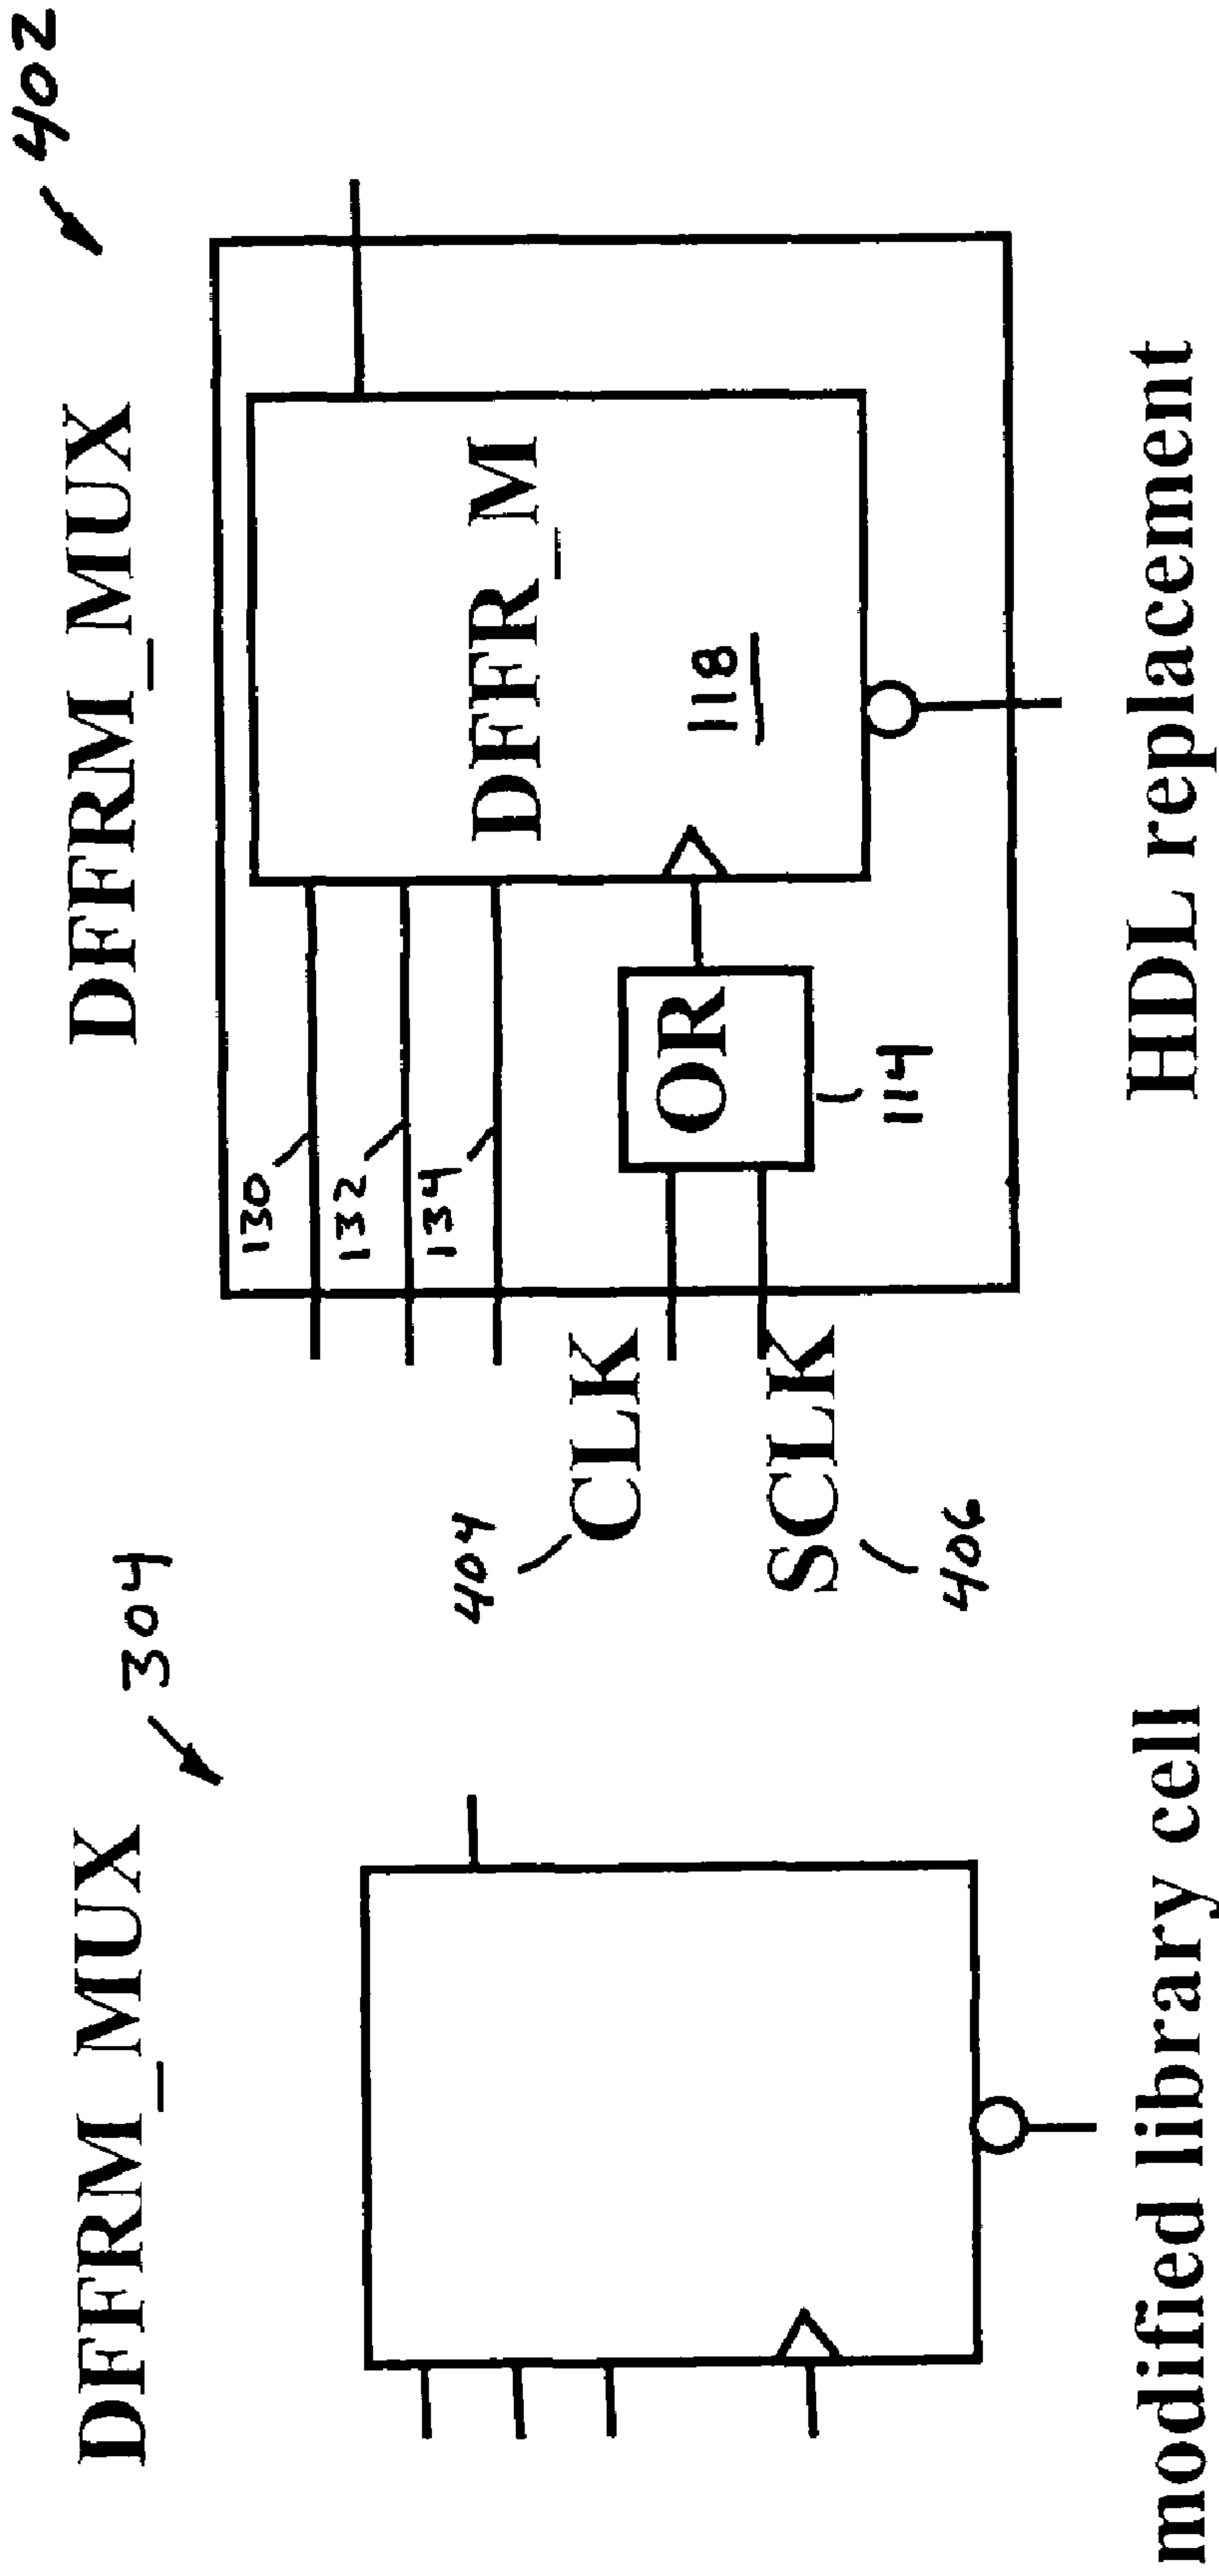 DFFRM_MUX
304
modified library cell
DFFRM_MUX
402
130
132
134
DFFR_M
118
OR
114
404
CLK
SCLK
406
HDL replacement